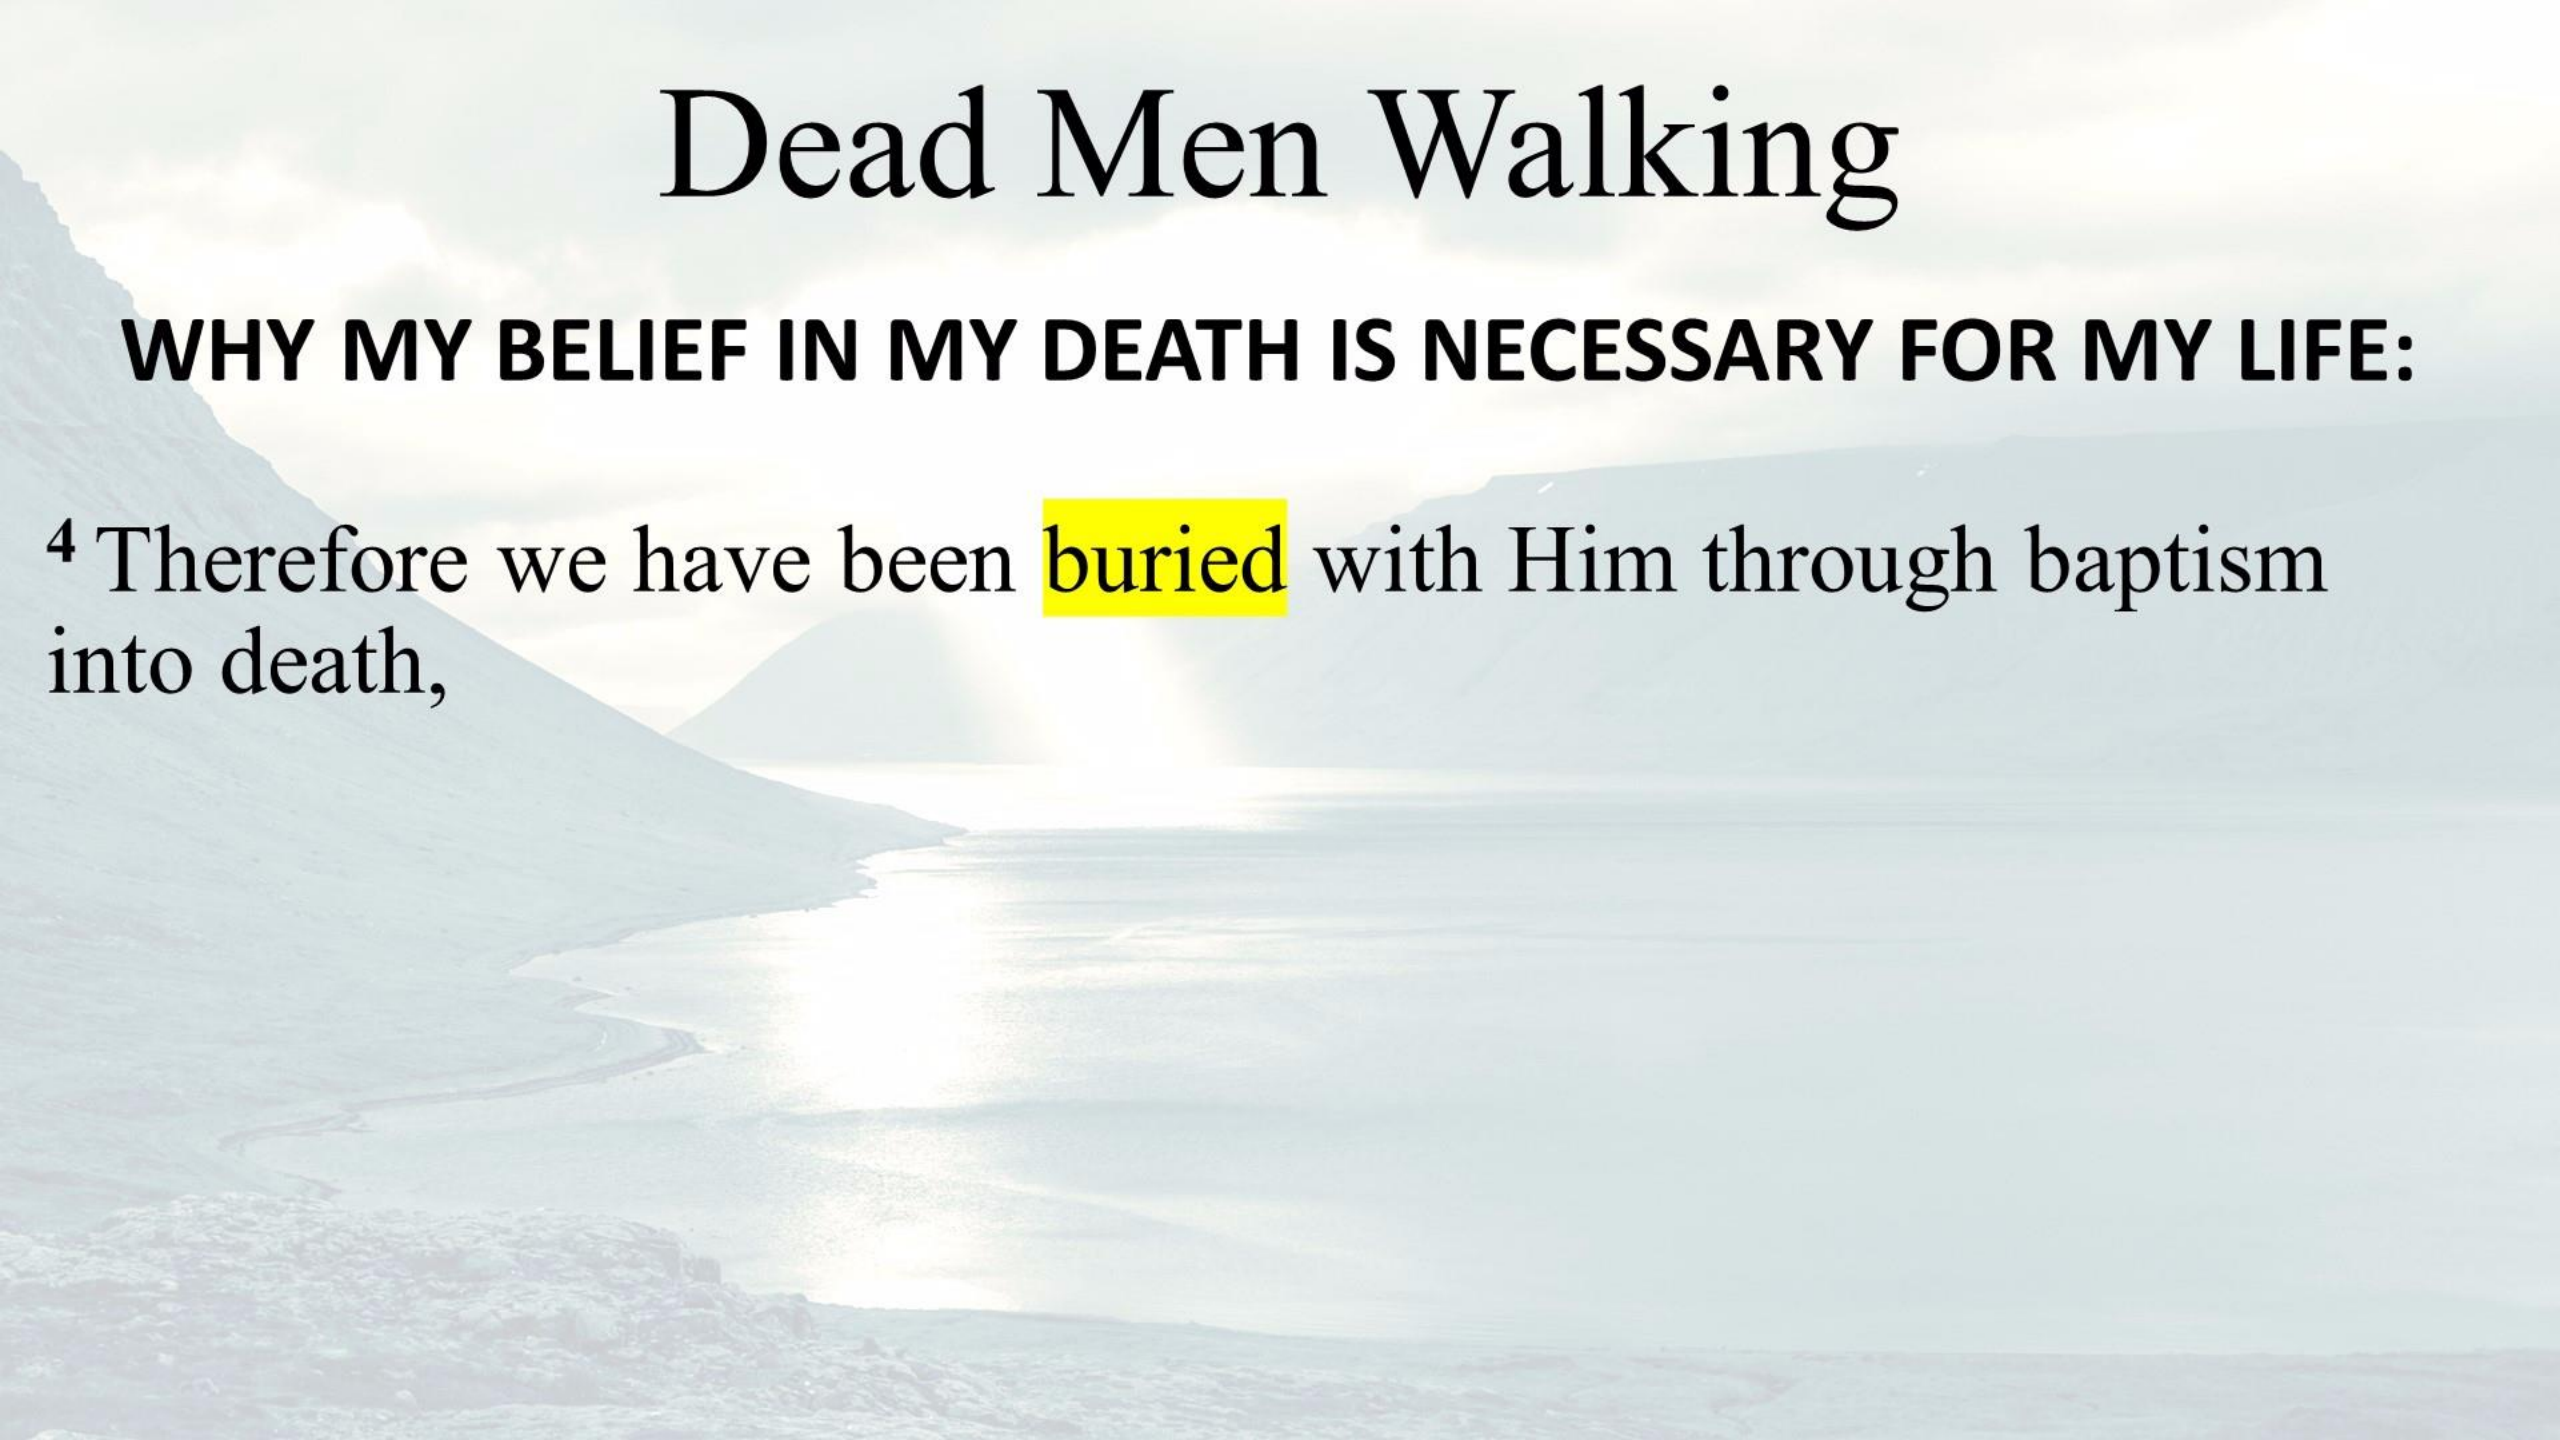 Dead Men Walking
WHY MY BELIEF IN MY DEATH IS NECESSARY FOR MY LIFE:
4 Therefore we have been buried with Him through baptism
into death,